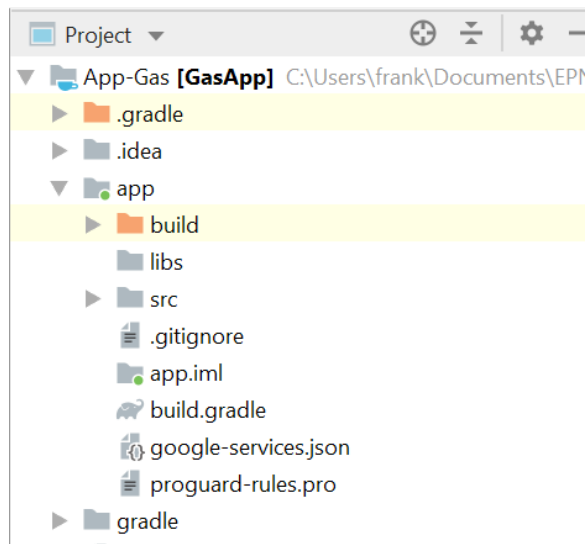 Project
App-Gas [GasApp] C:\Users\frank\Documents\EPN
.gradle
.idea
app
build
libs
src
.gitignore
app.iml
build.gradle
google-services.json
proguard-rules.pro
gradle